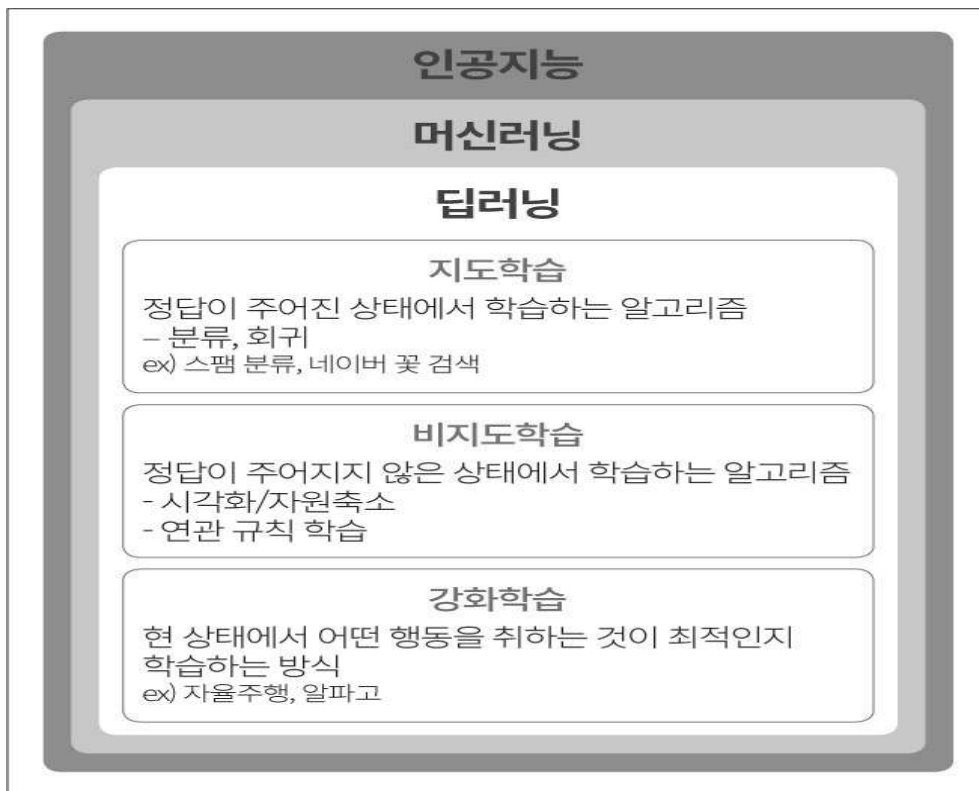 인공지능
머신러닝
딥러닝
지도학습
정답이 주어진 상태에서 학습하는 알고리즘
– 분류, 회귀
ex) 스팸 분류, 네이버 꽃 검색
비지도학습
정답이 주어지지 않은 상태에서 학습하는 알고리즘
- 시각화/자원축소
- 연관 규칙 학습
강화학습
현 상태에서 어떤 행동을 취하는 것이 최적인지
학습하는 방식
ex) 자율주행, 알파고